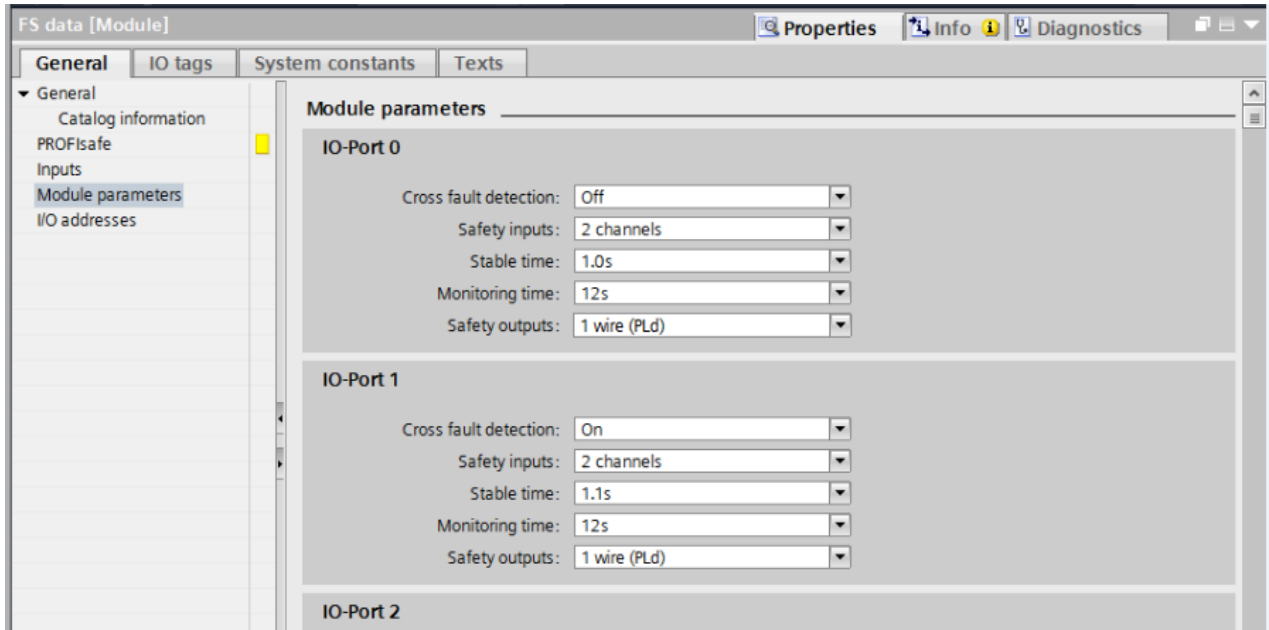 FS data [Module]
Properties
Info
Diagnostics
General
IO tags
System constants
Texts
General
Catalog information
PROFIsafe
Inputs
Module parameters
I/O addresses
Module parameters
IO-Port 0
Cross fault detection: Off
Safety inputs: 2 channels
Stable time: 1.0s
Monitoring time: 12s
Safety outputs: 1 wire (PLd)
IO-Port 1
Cross fault detection: On
Safety inputs: 2 channels
Stable time: 1.1s
Monitoring time: 12s
Safety outputs: 1 wire (PLd)
IO-Port 2